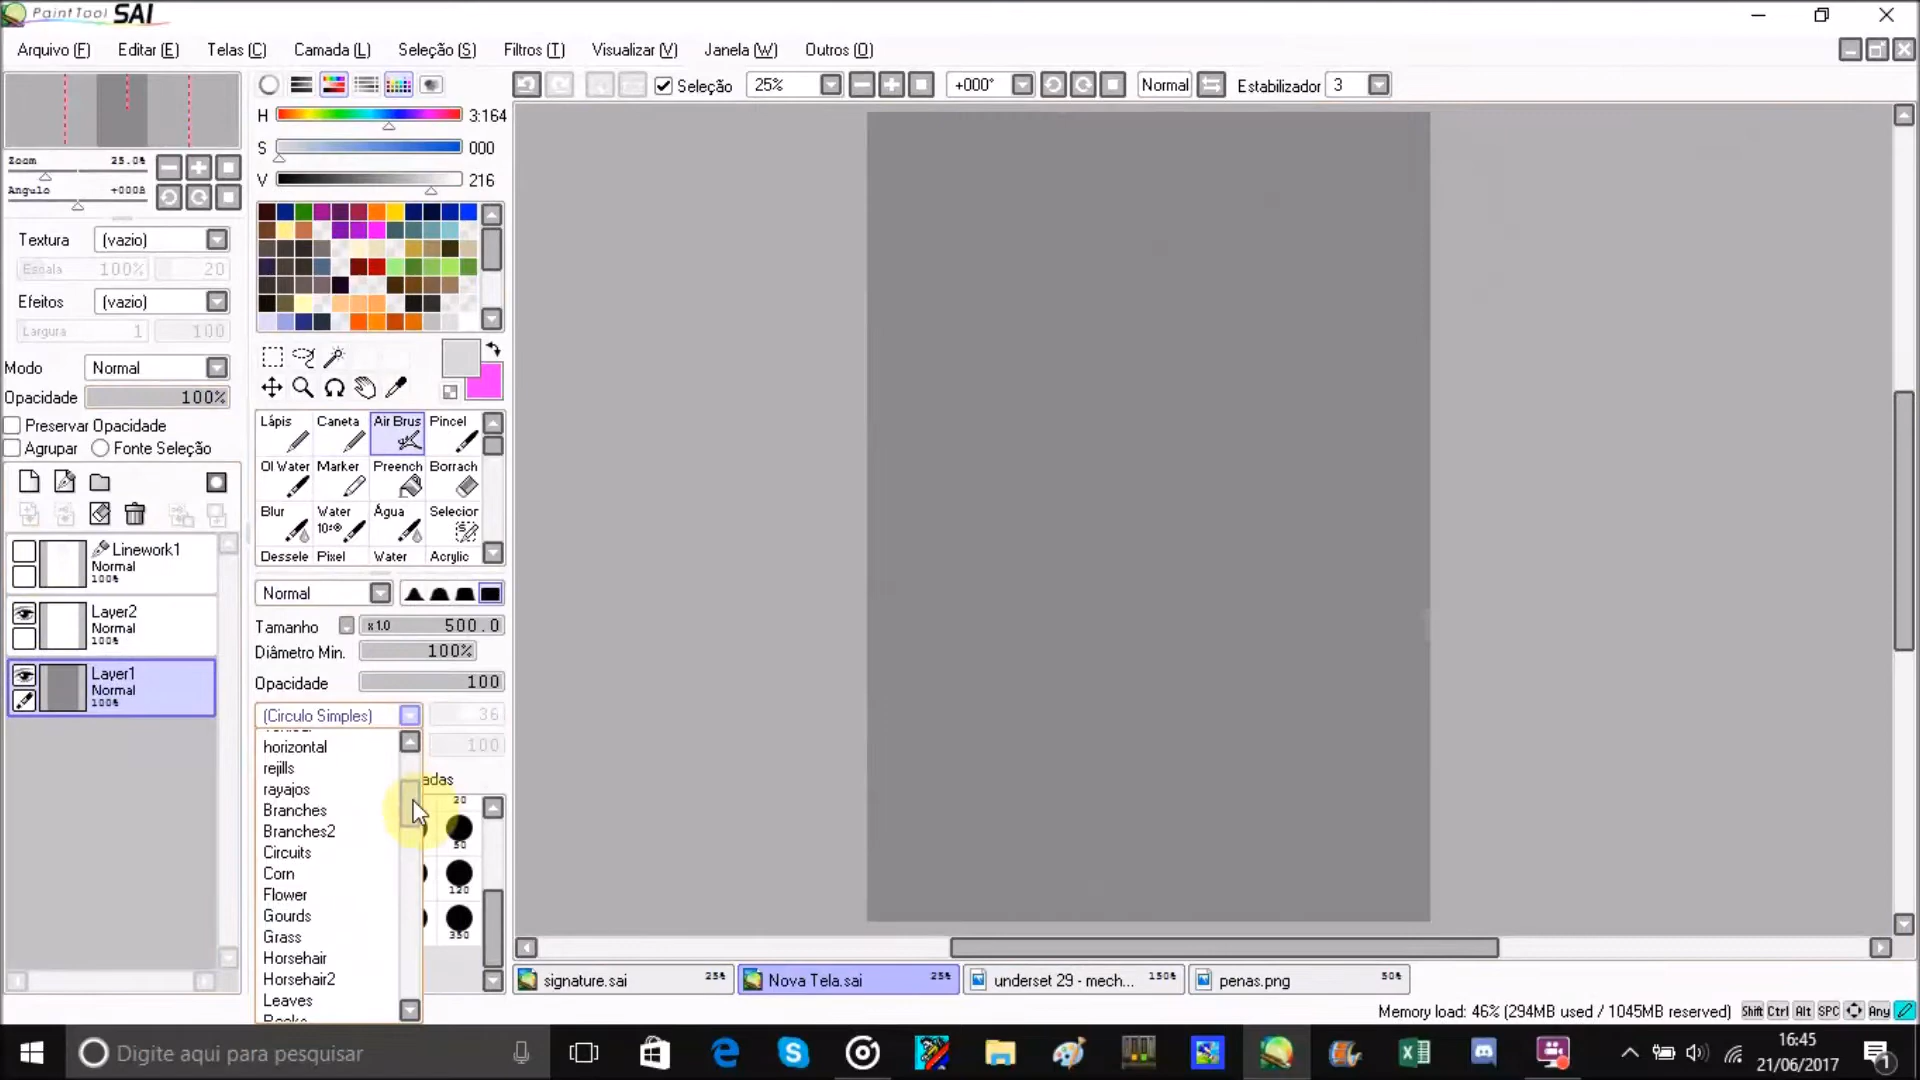 PaintTool SAI
Arquivo (F) Editar (E) Telas (C) Camada (L) Seleção (S) Filtros (T) Visualizar (V) Janela (W) Outros (O)
Seleção 25% +000° Normal Estabilizador 3
H 3:164
S 000
V 216
Zoom 25.0%
Angulo +000
Textura (vazio)
Escala 100% 20
Efeitos (vazio)
Largura 1 100
Modo Normal
Opacidade 100%
Preservar Opacidade
Agrupar Fonte Seleção
Linework1
Normal
100%
Layer2
Normal
100%
Layer1
Normal
100%
Lápis Caneta Air Brus Pincel
Ol Water Marker Preench Borrach
Blur Water Água Selecior
Dessele Pixel Water Acrylic
Normal
Tamanho x1.0 500.0
Diâmetro Min. 100%
Opacidade 100
(Circulo Simples) 36
100
horizontal
rejills
rayajos
Branches
Branches2
Circuits
Corn
Flower
Gourds
Grass
Horsehair
Horsehair2
Leaves
adas
20
50
120
350
signature.sai 25% Nova Tela.sai 25% underset 29 - mech... 150% penas.png 50%
Memory load: 46% (294MB used / 1045MB reserved) Shift Ctrl Alt SPC Any
Digite aqui para pesquisar
16:45
21/06/2017
1